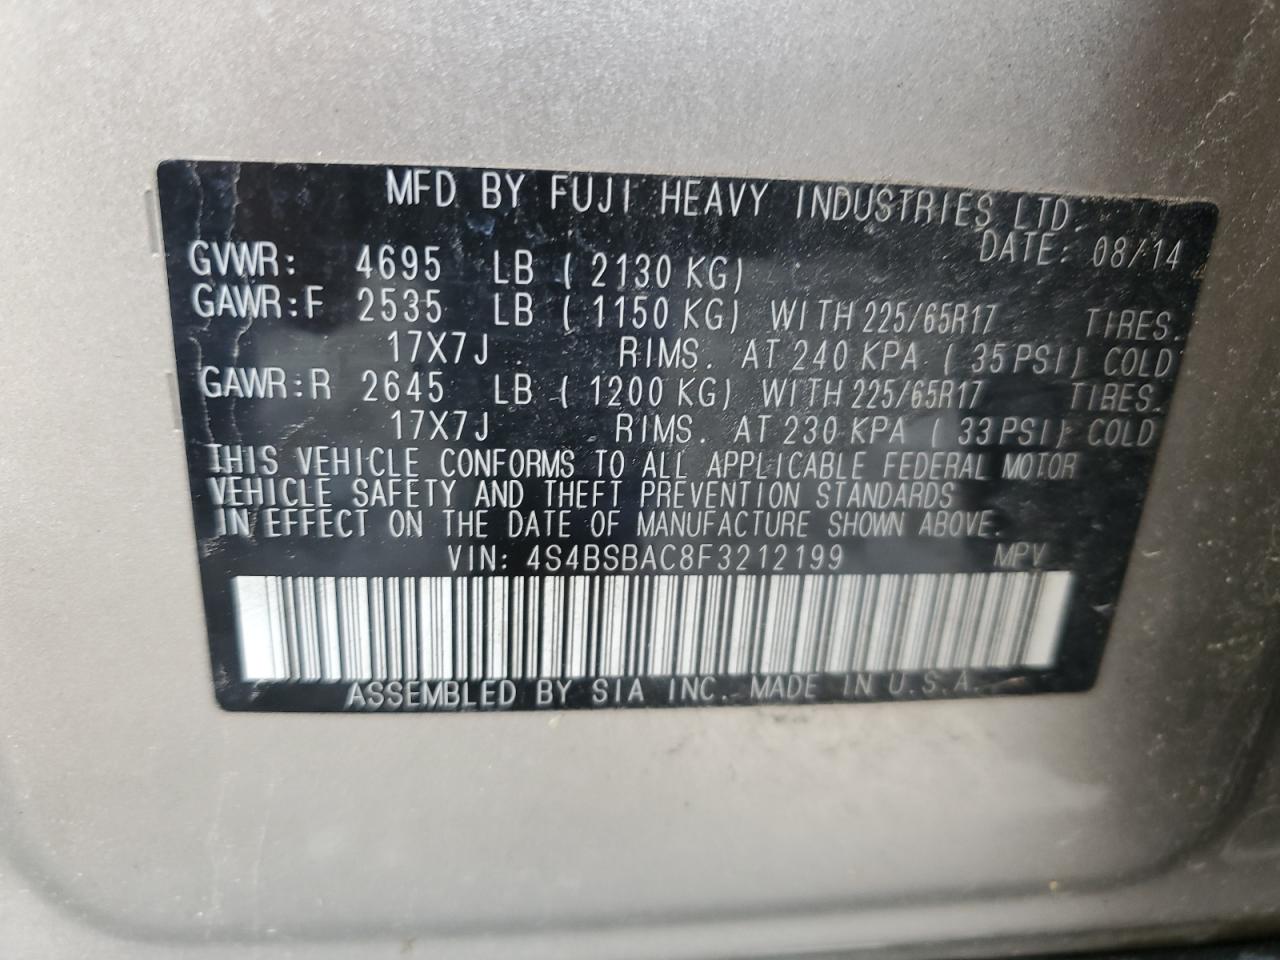 MFD BY FUJI HEAVY INDUSTRIES LTD.
DATE: 08/14
GVWR: 4695 LB ( 2130 KG)
GAWR:F 2535 LB ( 1150 KG) WITH 225/65R17 TIRES.
17X7J RIMS. AT 240 KPA ( 35 PSI) COLD
GAWR:R 2645 LB ( 1200 KG) WITH 225/65R17 TIRES.
17X7J RIMS. AT 230 KPA ( 33 PSI) COLD
THIS VEHICLE CONFORMS TO ALL APPLICABLE FEDERAL MOTOR
VEHICLE SAFETY AND THEFT PREVENTION STANDARDS
IN EFFECT ON THE DATE OF MANUFACTURE SHOWN ABOVE.
VIN: 4S4BSBAC8F3212199 MPV
ASSEMBLED BY SIA INC. MADE IN U.S.A.